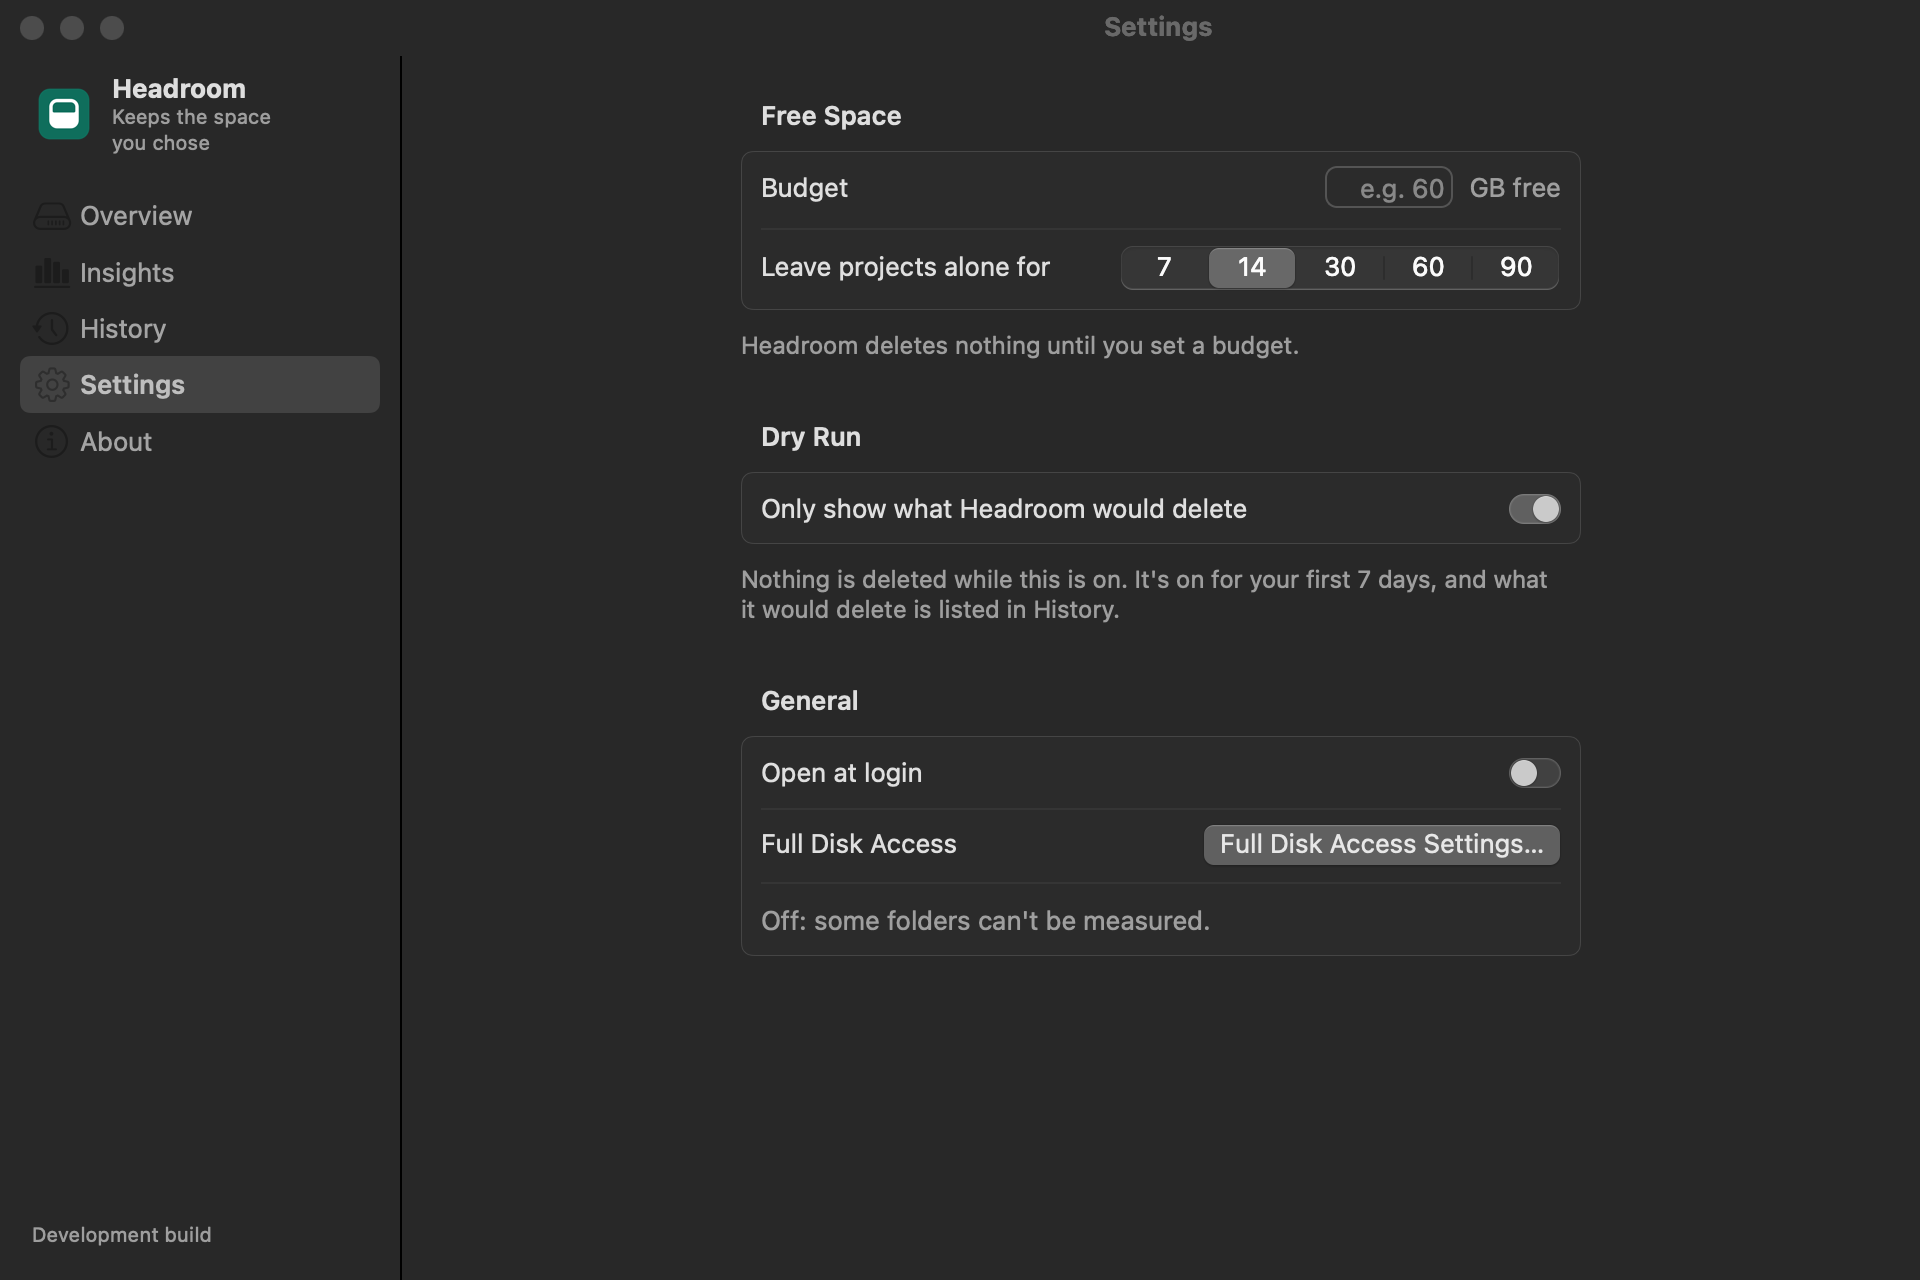 Settings
Headroom
Keeps the space
you chose
Overview
Insights
History
Settings
About
Development build
Free Space
Budget e.g. 60 GB free
Leave projects alone for 7 14 30 60 90
Headroom deletes nothing until you set a budget.
Dry Run
Only show what Headroom would delete
Nothing is deleted while this is on. It's on for your first 7 days, and what
it would delete is listed in History.
General
Open at login
Full Disk Access Full Disk Access Settings...
Off: some folders can't be measured.